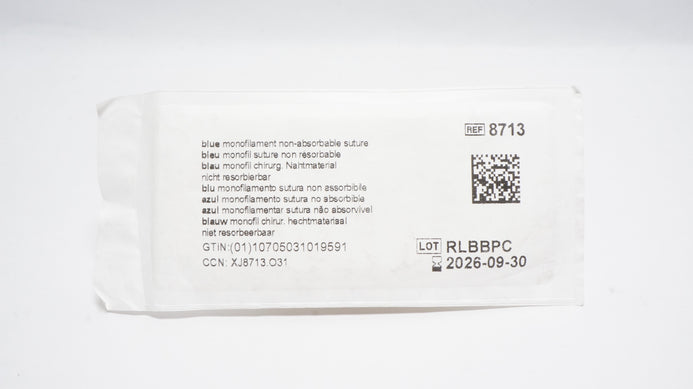 REF 8713
blue monofilament non-absorbable suture
bleu monofil suture non resorbable
blau monofil chirurg. Nahtmaterial
nicht resorbierbar
blu monofilamento sutura non assorbibile
azul monofilamento sutura no absorbible
azul monofilamentar sutura não absorvível
blauw monofil chirur. hechtmateriaal
niet resorbeerbaar
GTIN:(01)10705031019591
CCN: XJ8713.O31
LOT RLBBPC
2026-09-30